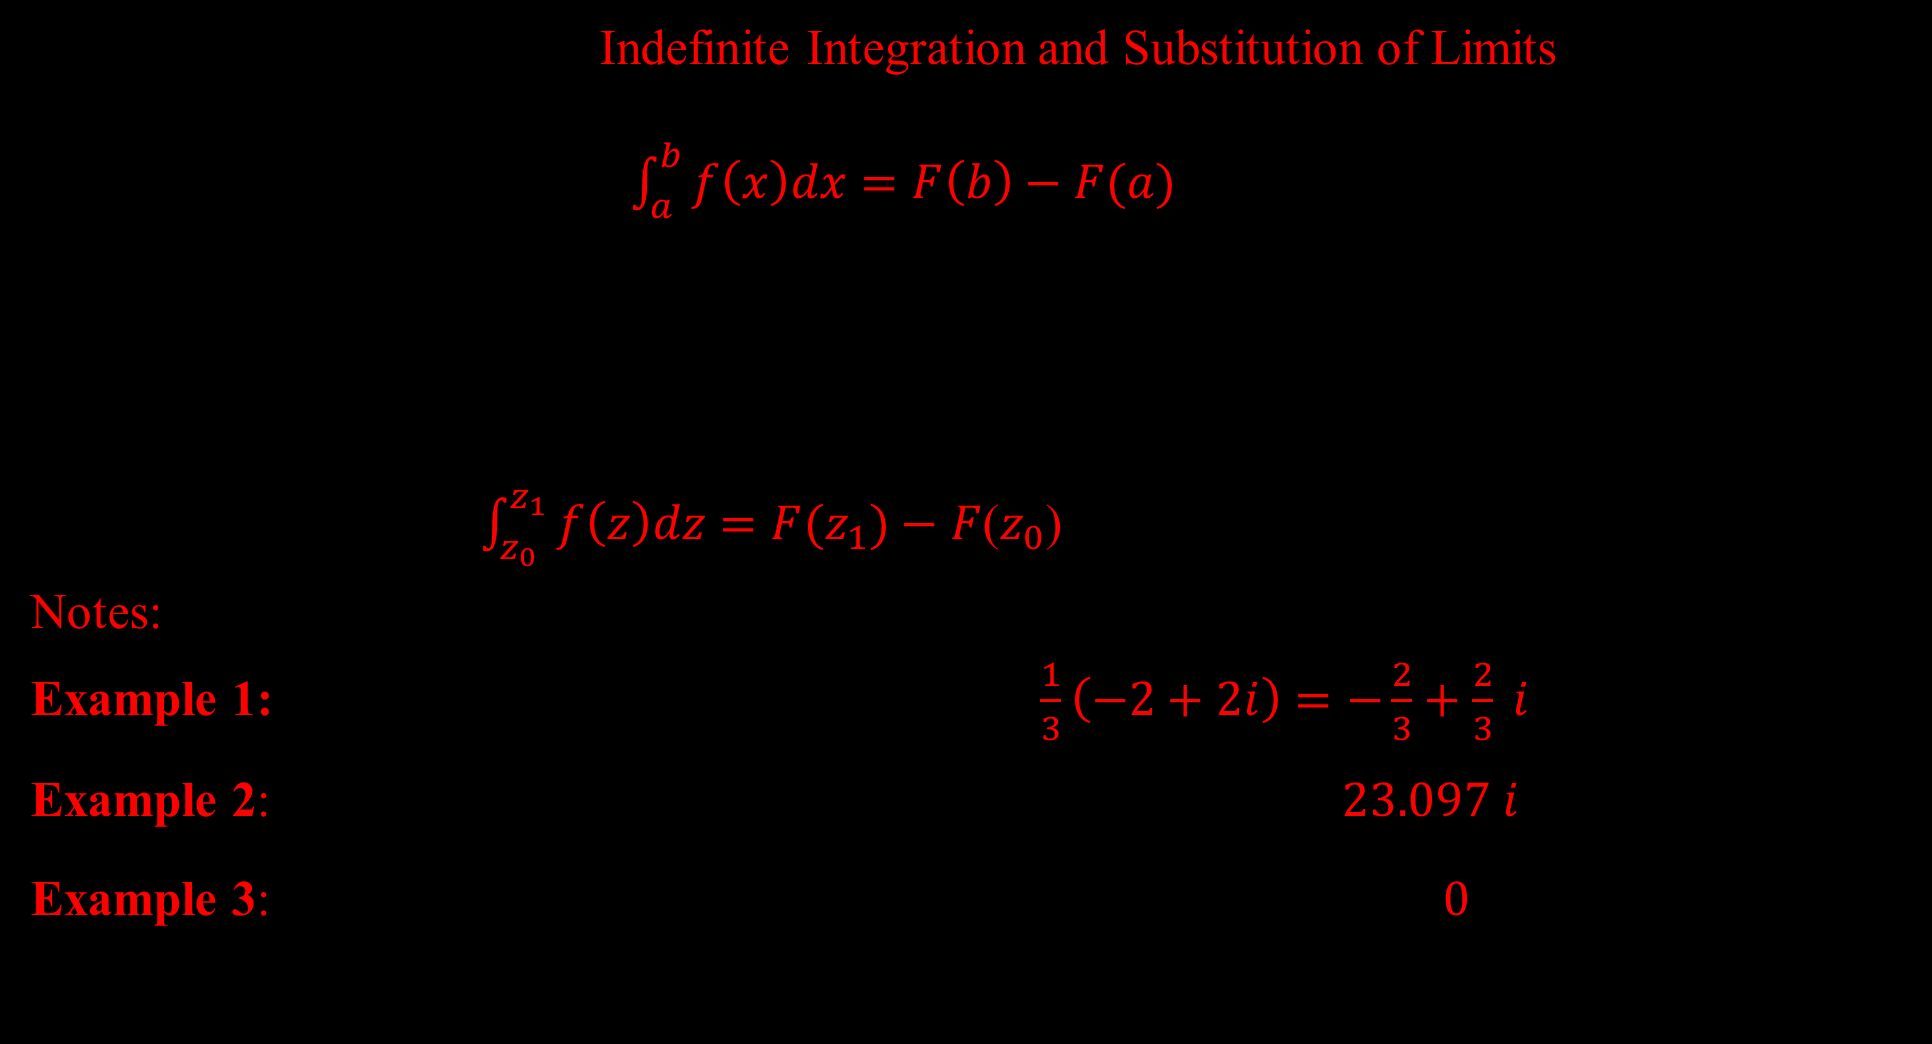 Indefinite Integration and Substitution of Limits
∫_a^b f(x)dx = F(b) − F(a)
∫_{z_0}^{z_1} f(z)dz = F(z_1) − F(z_0)
Notes:
Example 1: 1/3 (−2 + 2i) = −2/3 + 2/3 i
Example 2: 23.097 i
Example 3: 0